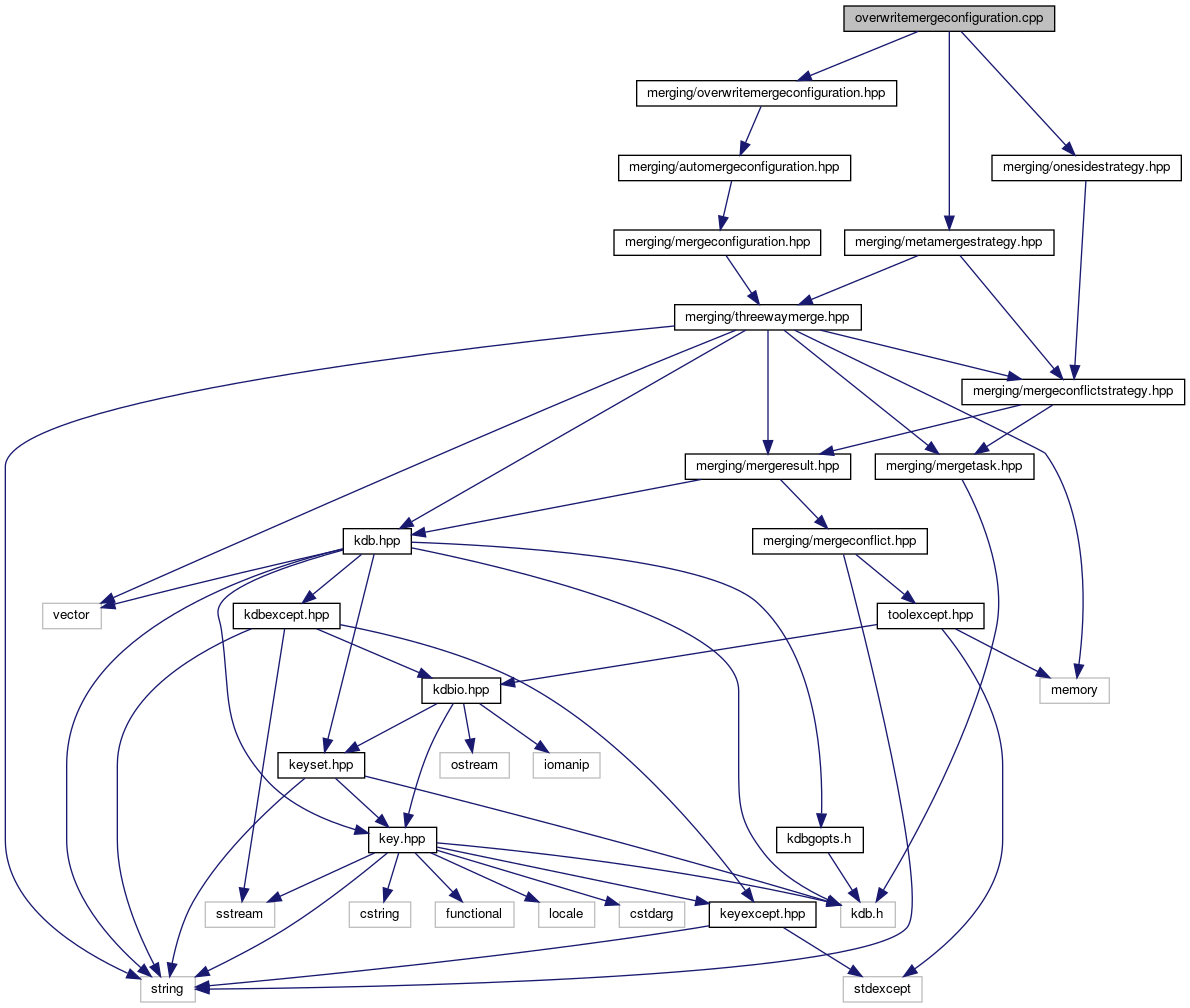 overwritemergeconfiguration.cpp
merging/overwritemergeconfiguration.hpp
merging/automergeconfiguration.hpp
merging/onesidestrategy.hpp
merging/mergeconfiguration.hpp
merging/metamergestrategy.hpp
merging/threewaymerge.hpp
merging/mergeconflictstrategy.hpp
merging/mergeresult.hpp
merging/mergetask.hpp
kdb.hpp
merging/mergeconflict.hpp
vector
kdbexcept.hpp
toolexcept.hpp
kdbio.hpp
memory
keyset.hpp
ostream
iomanip
key.hpp
kdbgopts.h
sstream
cstring
functional
locale
cstdarg
keyexcept.hpp
kdb.h
string
stdexcept